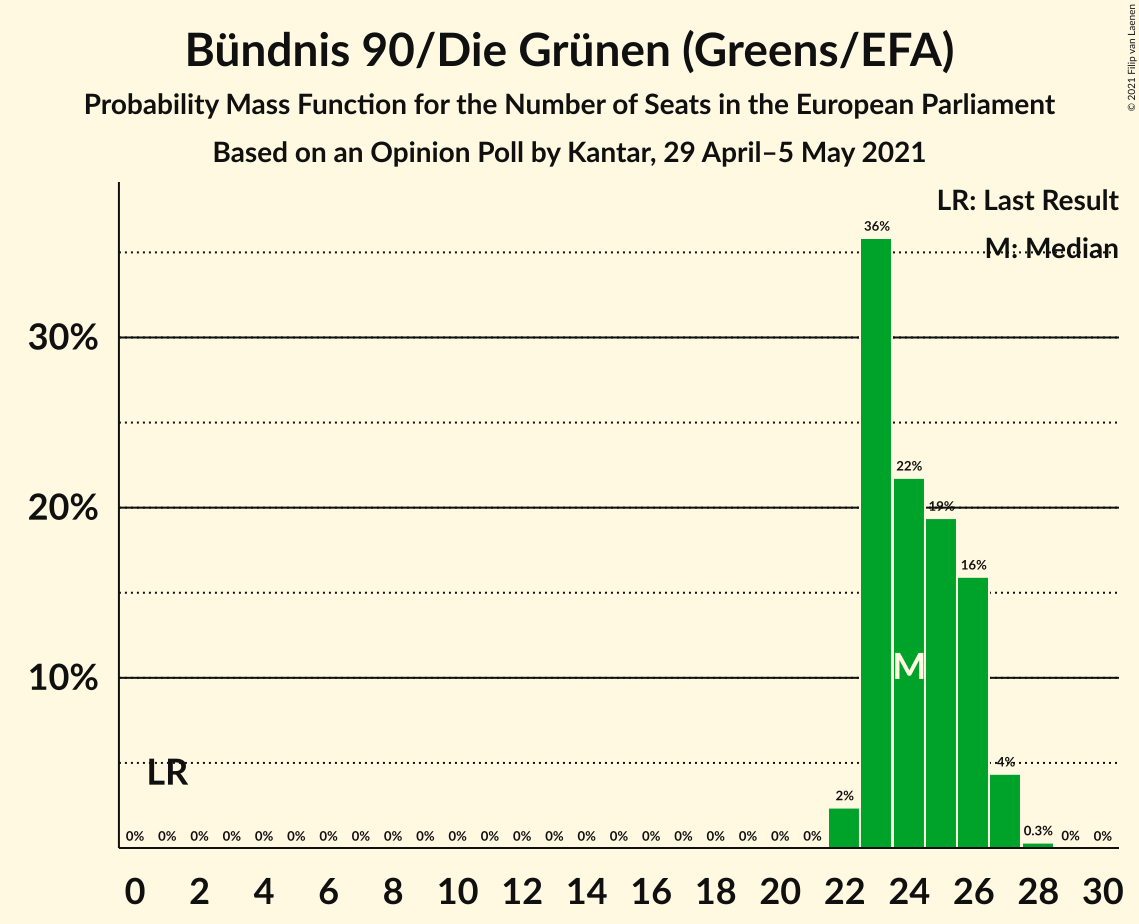 Bündnis 90/Die Grünen (Greens/EFA)
Probability Mass Function for the Number of Seats in the European Parliament
Based on an Opinion Poll by Kantar, 29 April–5 May 2021
© 2021 Filip van Laenen
LR: Last Result
M: Median
36%
30%
22%
20%
19%
16%
10%
M
LR
4%
2%
0% 0% 0% 0% 0% 0% 0% 0% 0% 0% 0% 0% 0% 0% 0% 0% 0% 0% 0% 0% 0% 0% 0.3% 0% 0%
0 2 4 6 8 10 12 14 16 18 20 22 24 26 28 30